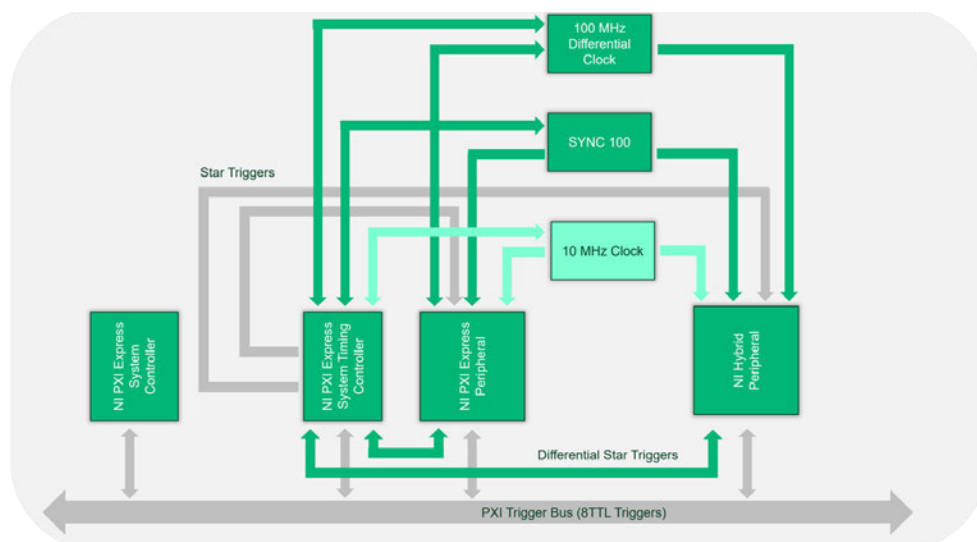 100 MHz
Differential
Clock
SYNC 100
Star Triggers
10 MHz Clock
NI PXI Express
System
Controller
NI PXI Express
System Timing
Controller
NI PXI Express
Peripheral
NI Hybrid
Peripheral
Differential Star Triggers
PXI Trigger Bus (8TTL Triggers)